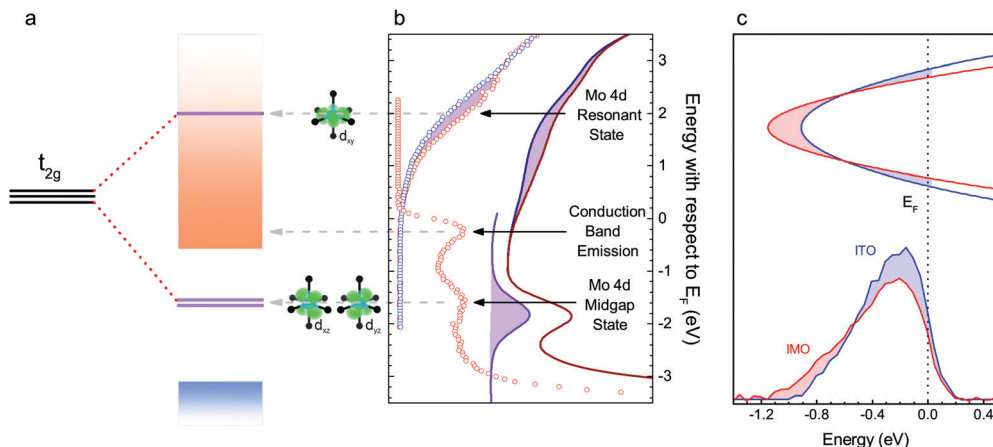 a
b
c
t2g
dxy
dxz
dyz
Mo 4d
Resonant
State
Conduction
Band
Emission
Mo 4d
Midgap
State
3
2
1
0
-1
-2
-3
Energy with respect to EF (eV)
EF
ITO
IMO
-1.2
-0.8
-0.4
0.0
0.4
Energy (eV)